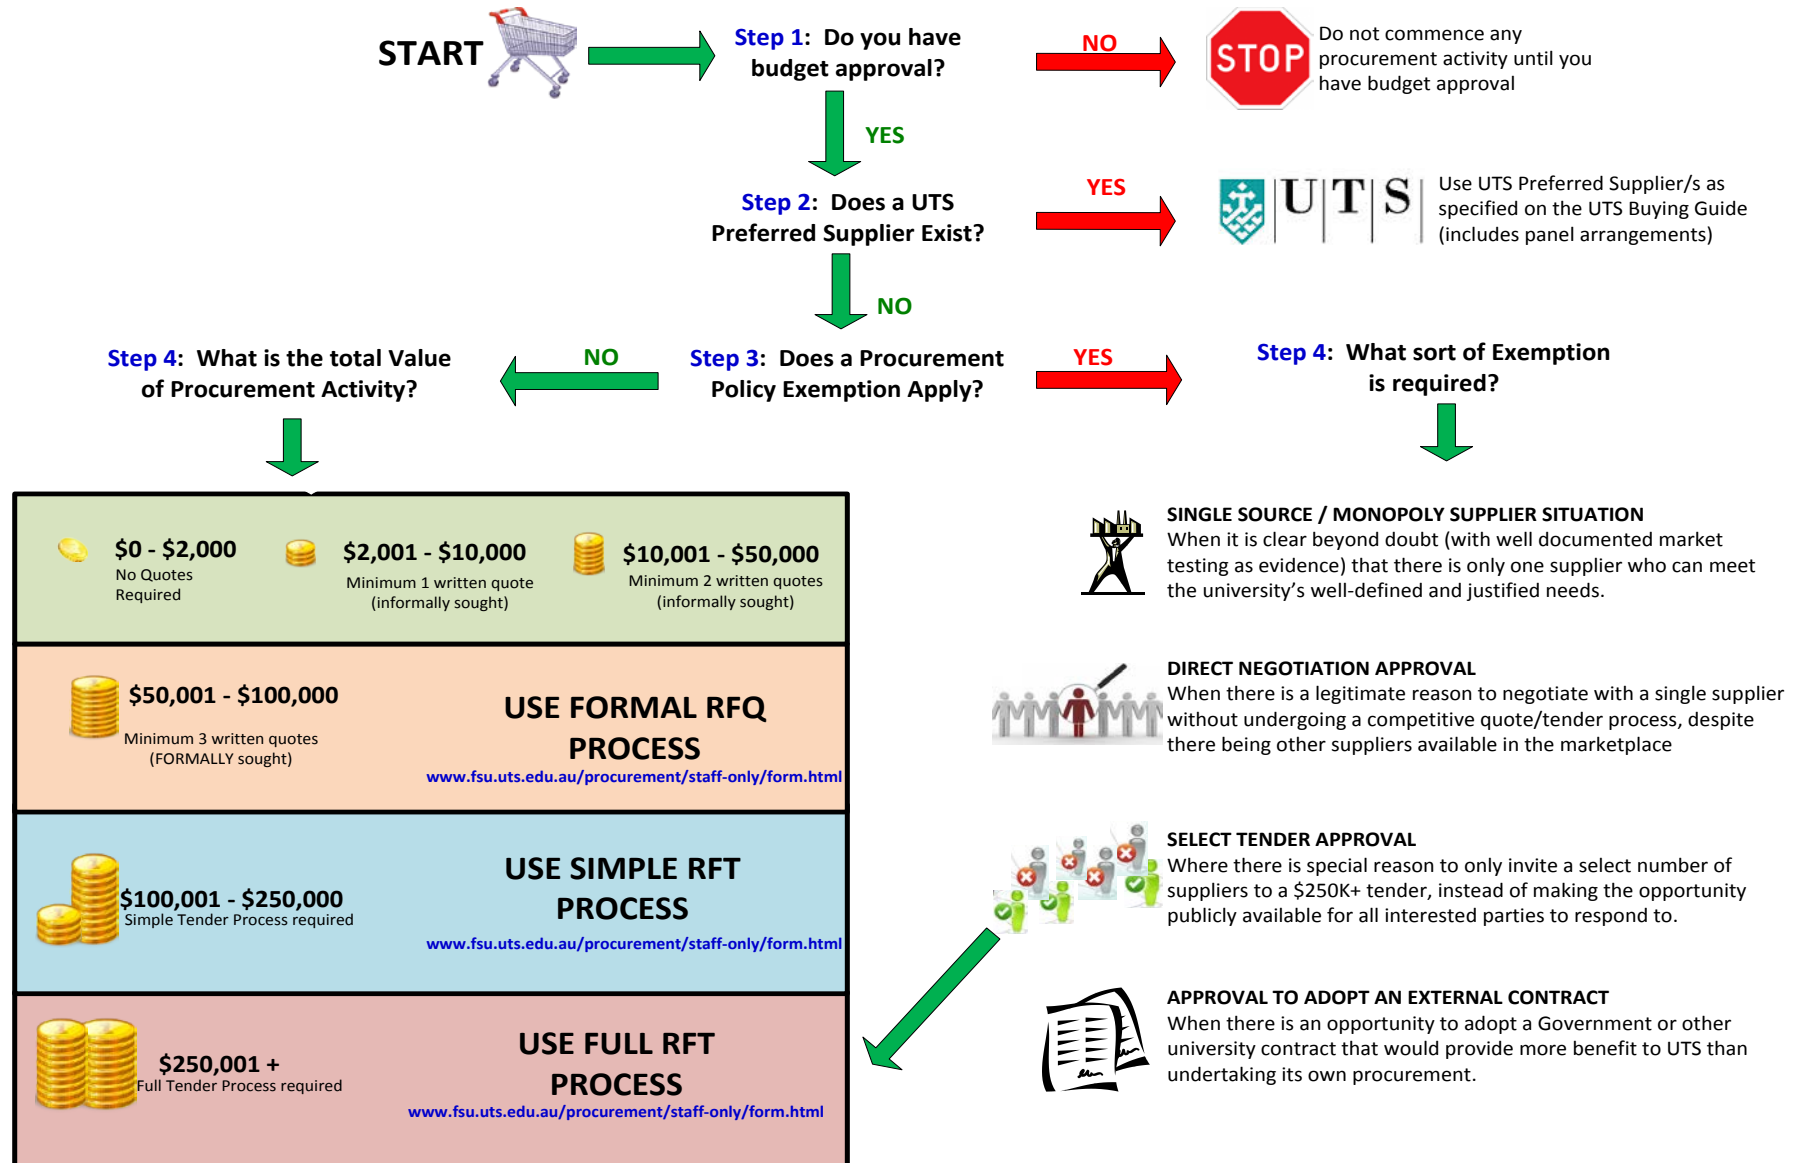 START
Step 1:  Do you have
budget approval?
NO
STOP
Do not commence any
procurement activity until you
have budget approval
YES
Step 2:  Does a UTS
Preferred Supplier Exist?
YES
UTS
Use UTS Preferred Supplier/s as
specified on the UTS Buying Guide
(includes panel arrangements)
NO
Step 4:  What is the total Value
of Procurement Activity?
NO
Step 3:  Does a Procurement
Policy Exemption Apply?
YES
Step 4:  What sort of Exemption
is required?
$0 - $2,000
No Quotes
Required
$2,001 - $10,000
Minimum 1 written quote
(informally sought)
$10,001 - $50,000
Minimum 2 written quotes
(informally sought)
$50,001 - $100,000
Minimum 3 written quotes
(FORMALLY sought)
USE FORMAL RFQ
PROCESS
www.fsu.uts.edu.au/procurement/staff-only/form.html
$100,001 - $250,000
Simple Tender Process required
USE SIMPLE RFT
PROCESS
www.fsu.uts.edu.au/procurement/staff-only/form.html
$250,001 +
Full Tender Process required
USE FULL RFT
PROCESS
www.fsu.uts.edu.au/procurement/staff-only/form.html
SINGLE SOURCE / MONOPOLY SUPPLIER SITUATION
When it is clear beyond doubt (with well documented market
testing as evidence) that there is only one supplier who can meet
the university's well-defined and justified needs.
DIRECT NEGOTIATION APPROVAL
When there is a legitimate reason to negotiate with a single supplier
without undergoing a competitive quote/tender process, despite
there being other suppliers available in the marketplace
SELECT TENDER APPROVAL
Where there is special reason to only invite a select number of
suppliers to a $250K+ tender, instead of making the opportunity
publicly available for all interested parties to respond to.
APPROVAL TO ADOPT AN EXTERNAL CONTRACT
When there is an opportunity to adopt a Government or other
university contract that would provide more benefit to UTS than
undertaking its own procurement.